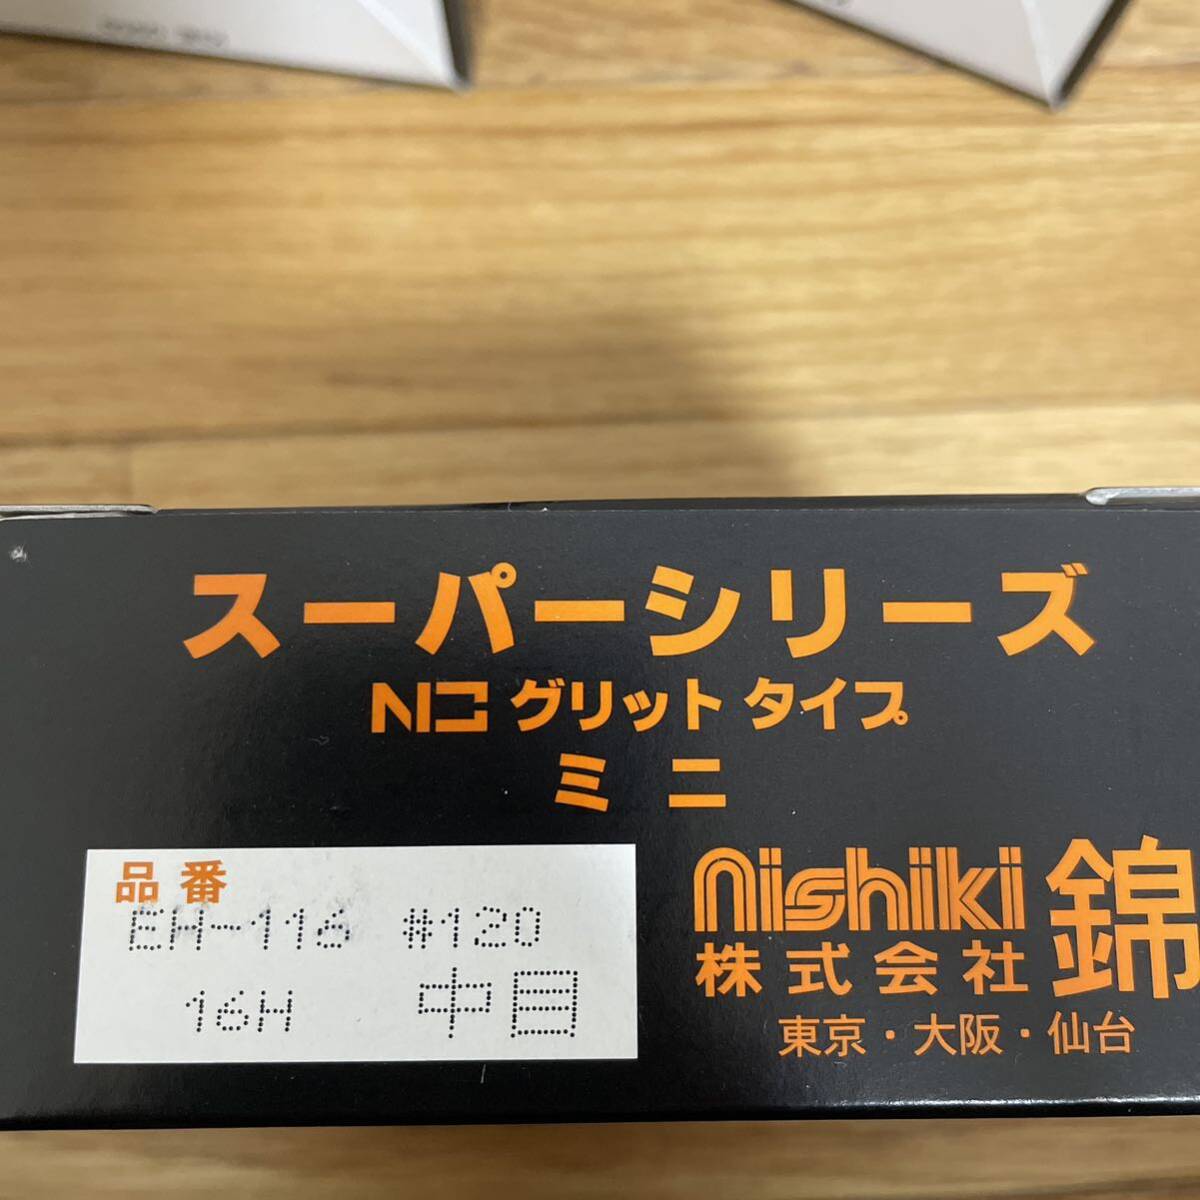 スーパーシリーズ
NC グリット タイプ
ミニ
品番
EH-116 #120
16H 中目
nishiki 錦
株式会社
東京・大阪・仙台